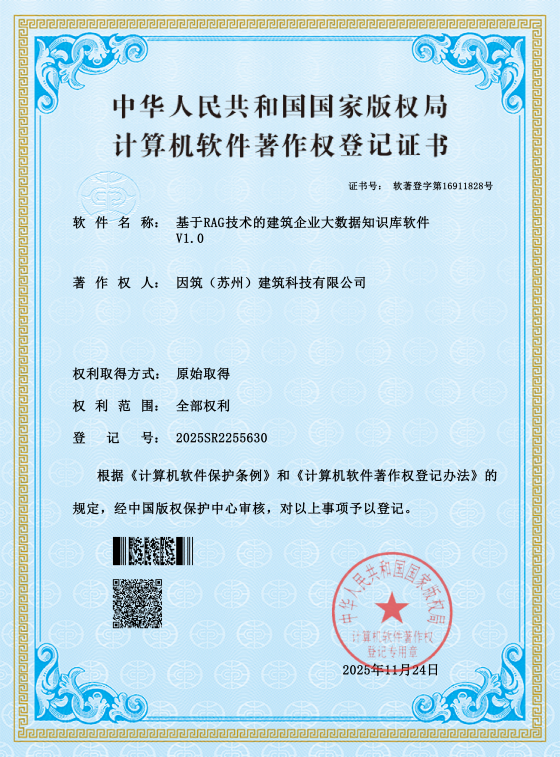 中华人民共和国国家版权局
计算机软件著作权登记证书
证书号： 软著登字第16911828号
软件名称： 基于RAG技术的建筑企业大数据知识库软件
V1.0
著作权人： 因筑（苏州）建筑科技有限公司
权利取得方式： 原始取得
权利范围： 全部权利
登记号： 2025SR2255630
根据《计算机软件保护条例》和《计算机软件著作权登记办法》的
规定，经中国版权保护中心审核，对以上事项予以登记。
中华人民共和国国家版权局
计算机软件著作权
登记专用章
2025年11月24日